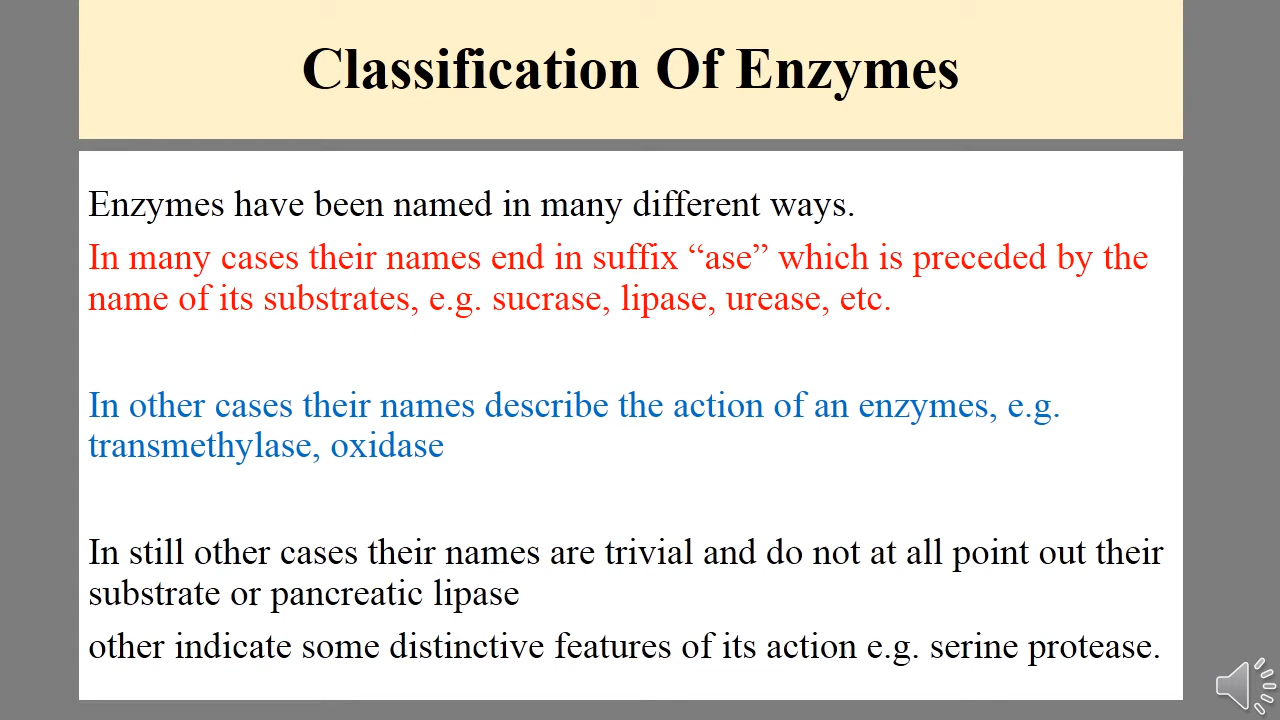 Classification Of Enzymes
Enzymes have been named in many different ways.
In many cases their names end in suffix “ase” which is preceded by the
name of its substrates, e.g. sucrase, lipase, urease, etc.
In other cases their names describe the action of an enzymes, e.g.
transmethylase, oxidase
In still other cases their names are trivial and do not at all point out their
substrate or pancreatic lipase
other indicate some distinctive features of its action e.g. serine protease.